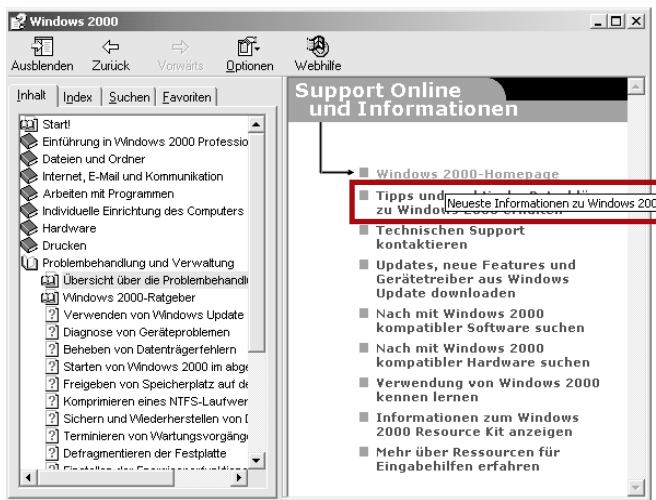 Windows 2000
Ausblenden Zurück Vorwärts Optionen Webhilfe
Inhalt Index Suchen Favoriten
Start!
Einführung in Windows 2000 Professio
Dateien und Ordner
Internet, E-Mail und Kommunikation
Arbeiten mit Programmen
Individuelle Einrichtung des Computers
Hardware
Drucken
Problembehandlung und Verwaltung
Übersicht über die Problembehandl
Windows 2000-Ratgeber
Verwenden von Windows Update
Diagnose von Geräteproblemen
Beheben von Datenträgerfehlern
Starten von Windows 2000 im abge
Freigeben von Speicherplatz auf de
Komprimieren eines NTFS-Laufwer
Sichern und Wiederherstellen von
Terminieren von Wartungsvorgäng
Defragmentieren der Festplatte
Support Online
und Informationen
Windows 2000-Homepage
Tipps und
zu Windows 2000 erhalten
Neueste Informationen zu Windows 200
Technischen Support
kontaktieren
Updates, neue Features und
Gerätetreiber aus Windows
Update downloaden
Nach mit Windows 2000
kompatibler Software suchen
Nach mit Windows 2000
kompatibler Hardware suchen
Verwendung von Windows 2000
kennen lernen
Informationen zum Windows
2000 Resource Kit anzeigen
Mehr über Ressourcen für
Eingabehilfen erfahren